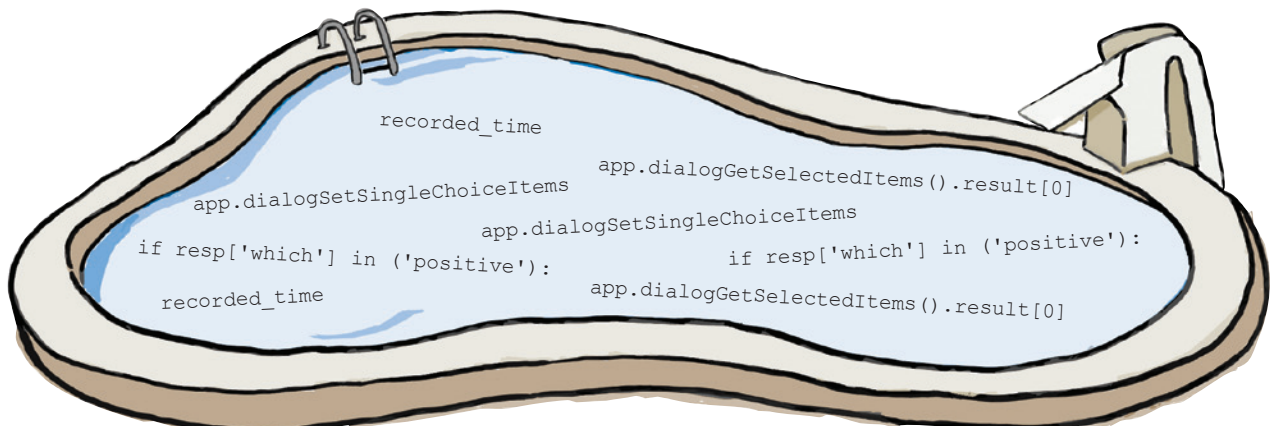 recorded_time
app.dialogGetSelectedItems().result[0]
app.dialogSetSingleChoiceItems
app.dialogSetSingleChoiceItems
if resp['which'] in ('positive'):
if resp['which'] in ('positive'):
recorded_time
app.dialogGetSelectedItems().result[0]